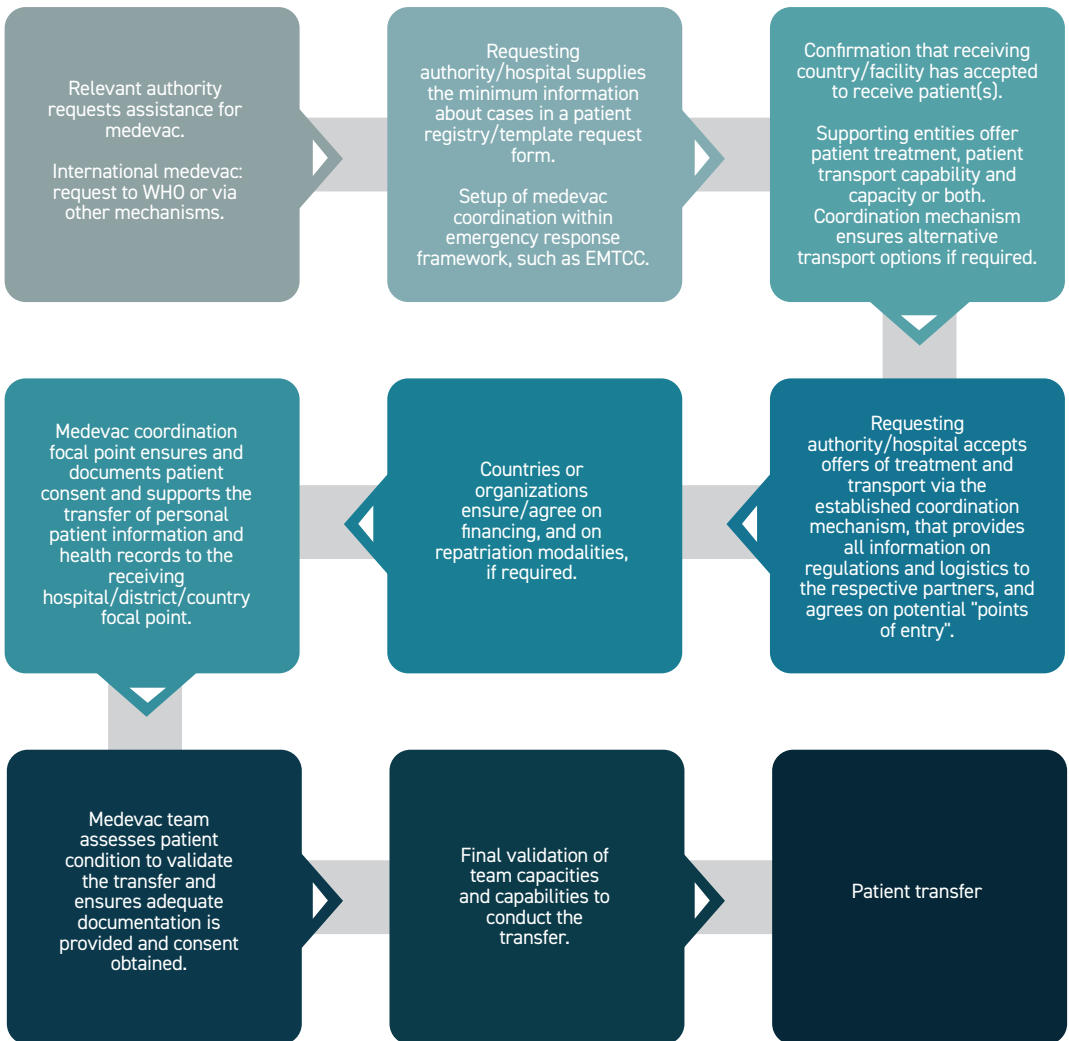 Relevant authority
requests assistance for
medevac.
International medevac:
request to WHO or via
other mechanisms.
Requesting
authority/hospital supplies
the minimum information
about cases in a patient
registry/template request
form.
Setup of medevac
coordination within
emergency response
framework, such as EMTCC.
Confirmation that receiving
country/facility has accepted
to receive patient(s).
Supporting entities offer
patient treatment, patient
transport capability and
capacity or both.
Coordination mechanism
ensures alternative
transport options if required.
Requesting
authority/hospital accepts
offers of treatment and
transport via the
established coordination
mechanism, that provides
all information on
regulations and logistics to
the respective partners, and
agrees on potential "points
of entry".
Countries or
organizations
ensure/agree on
financing, and on
repatriation modalities,
if required.
Medevac coordination
focal point ensures and
documents patient
consent and supports the
transfer of personal
patient information and
health records to the
receiving
hospital/district/country
focal point.
Medevac team
assesses patient
condition to validate
the transfer and
ensures adequate
documentation is
provided and consent
obtained.
Final validation of
team capacities
and capabilities to
conduct the
transfer.
Patient transfer